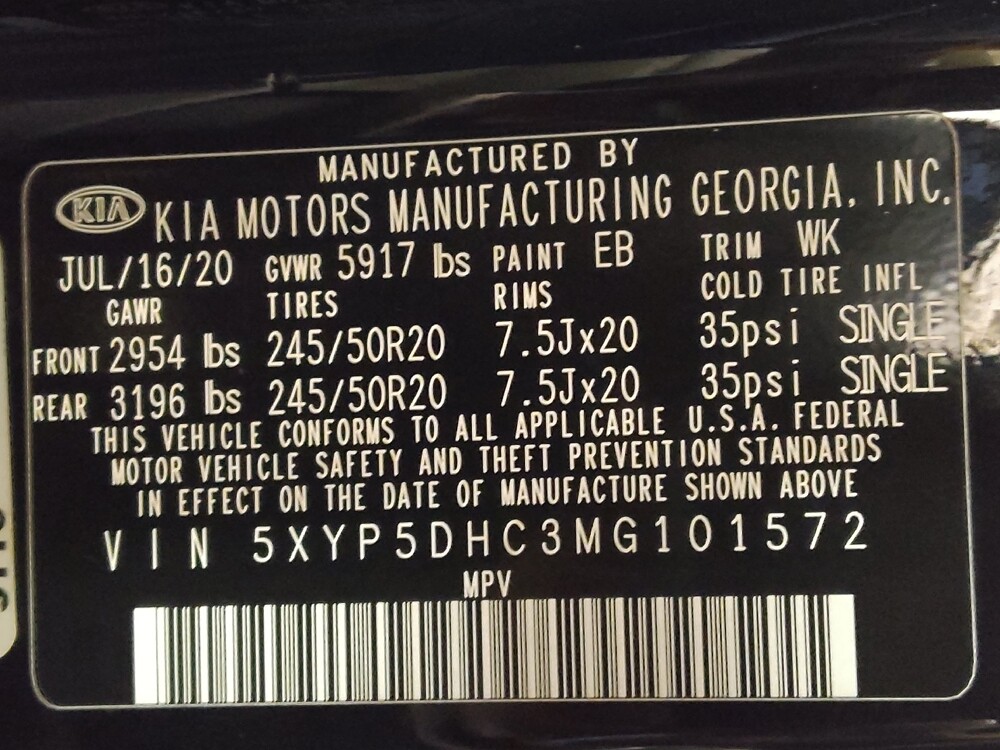 MANUFACTURED BY
KIA KIA MOTORS MANUFACTURING GEORGIA, INC.
JUL/16/20 GVWR 5917 lbs PAINT EB TRIM WK
GAWR TIRES RIMS COLD TIRE INFL
FRONT 2954 lbs 245/50R20 7.5Jx20 35psi SINGLE
REAR 3196 lbs 245/50R20 7.5Jx20 35psi SINGLE
THIS VEHICLE CONFORMS TO ALL APPLICABLE U.S.A. FEDERAL
MOTOR VEHICLE SAFETY AND THEFT PREVENTION STANDARDS
IN EFFECT ON THE DATE OF MANUFACTURE SHOWN ABOVE
VIN 5XYP5DHC3MG101572
MPV